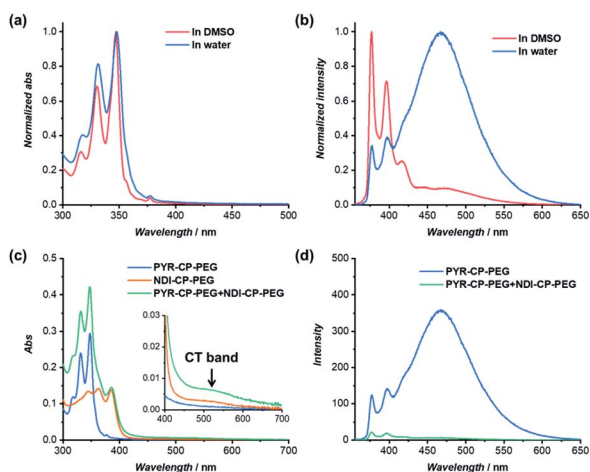 (a)
In DMSO
In water
Normalized abs
1.0
0.8
0.6
0.4
0.2
0.0
300 350 400 450 500
Wavelength / nm
(b)
In DMSO
In water
Normalized intensity
1.0
0.8
0.6
0.4
0.2
0.0
400 450 500 550 600 650
Wavelength / nm
(c)
PYR-CP-PEG
NDI-CP-PEG
PYR-CP-PEG+NDI-CP-PEG
Abs
0.5
0.4
0.3
0.2
0.1
0.0
300 400 500 600 700
Wavelength / nm
CT band
0.03
0.02
0.01
0.00
400 500 600 700
(d)
PYR-CP-PEG
PYR-CP-PEG+NDI-CP-PEG
Intensity
500
400
300
200
100
0
400 450 500 550 600 650
Wavelength / nm